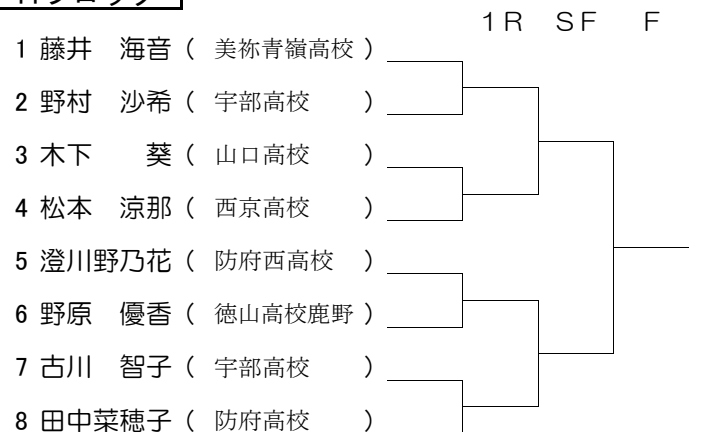 1R SF F
1 藤井 海音 ( 美祢青嶺高校 )
2 野村 沙希 ( 宇部高校 )
3 木下 葵 ( 山口高校 )
4 松本 涼那 ( 西京高校 )
5 澄川野乃花 ( 防府西高校 )
6 野原 優香 ( 徳山高校鹿野 )
7 古川 智子 ( 宇部高校 )
8 田中菜穂子 ( 防府高校 )